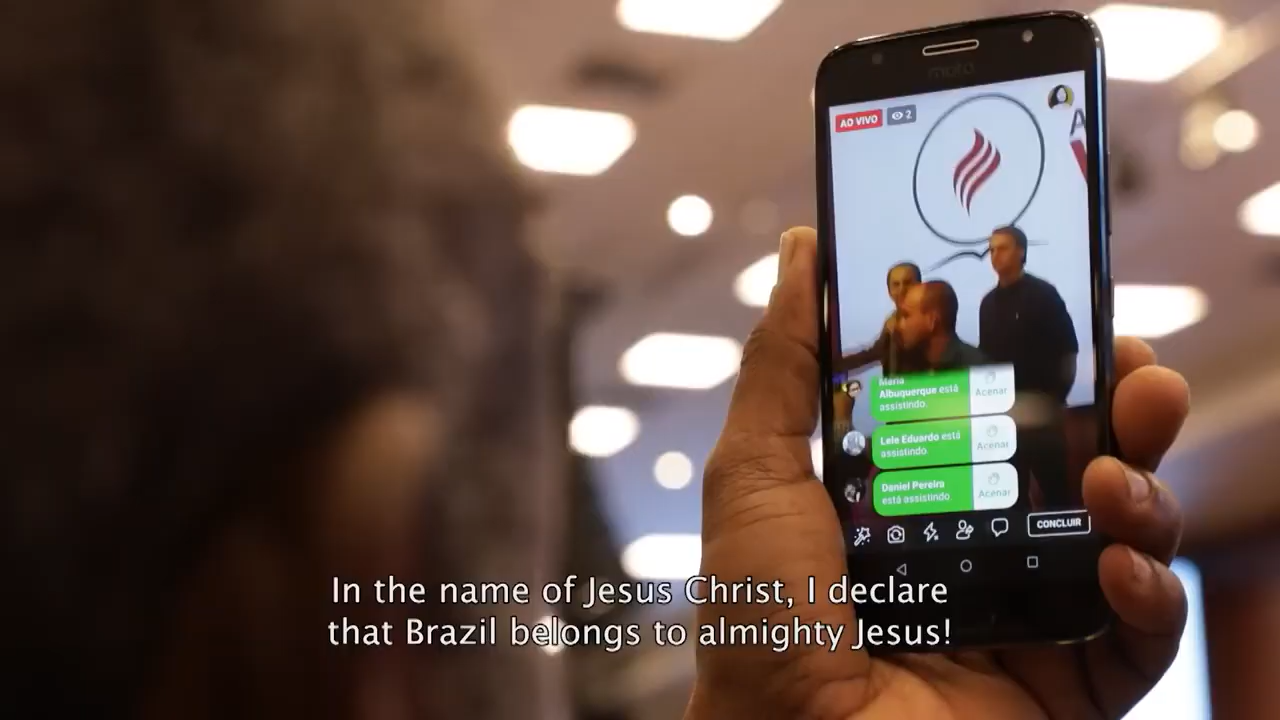 moto
AO VIVO
2
A
Maria
Albuquerque está
assistindo.
Acenar
Lele Eduardo está
assistindo.
Acenar
Daniel Pereira
está assistindo.
Acenar
CONCLUIR
In the name of Jesus Christ, I declare
that Brazil belongs to almighty Jesus!